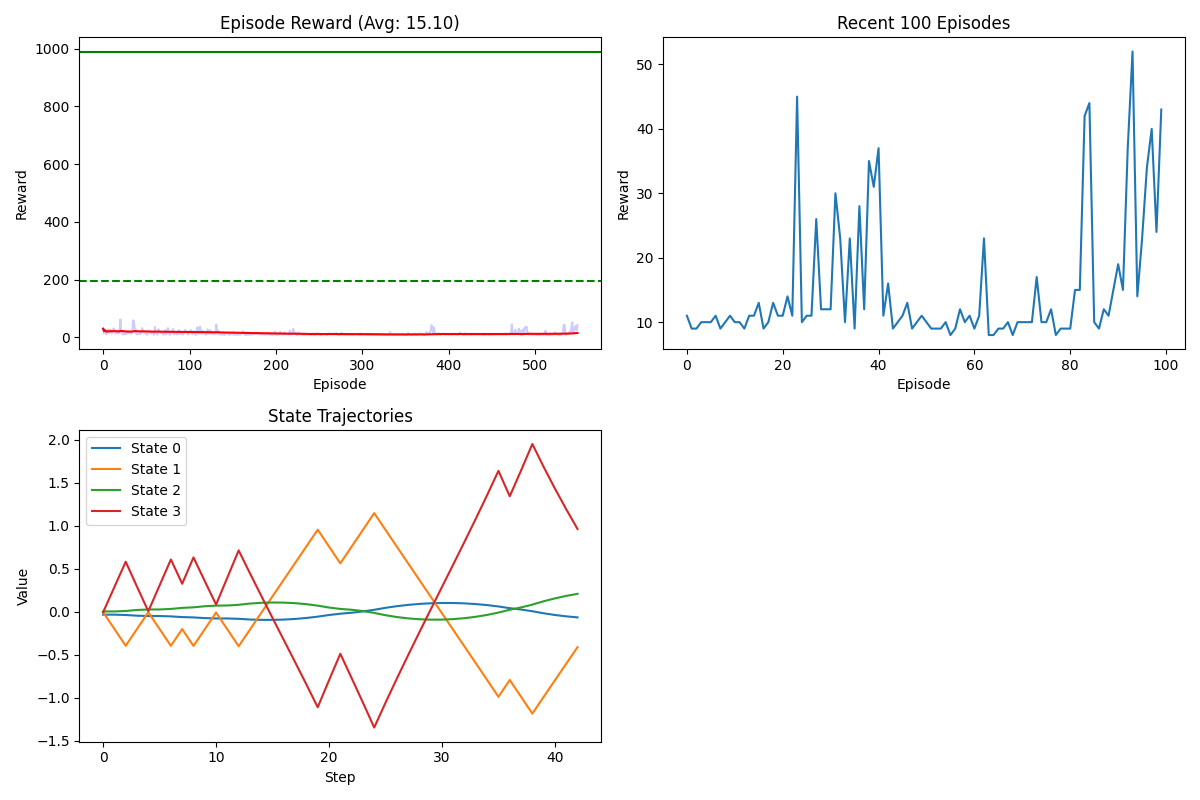 Episode Reward (Avg: 15.10)
1000
800
600
400
200
0
Reward
0
100
200
300
400
500
Episode
Recent 100 Episodes
50
40
30
20
10
Reward
0
20
40
60
80
100
Episode
State Trajectories
State 0
State 1
State 2
State 3
2.0
1.5
1.0
0.5
0.0
−0.5
−1.0
−1.5
Value
0
10
20
30
40
Step